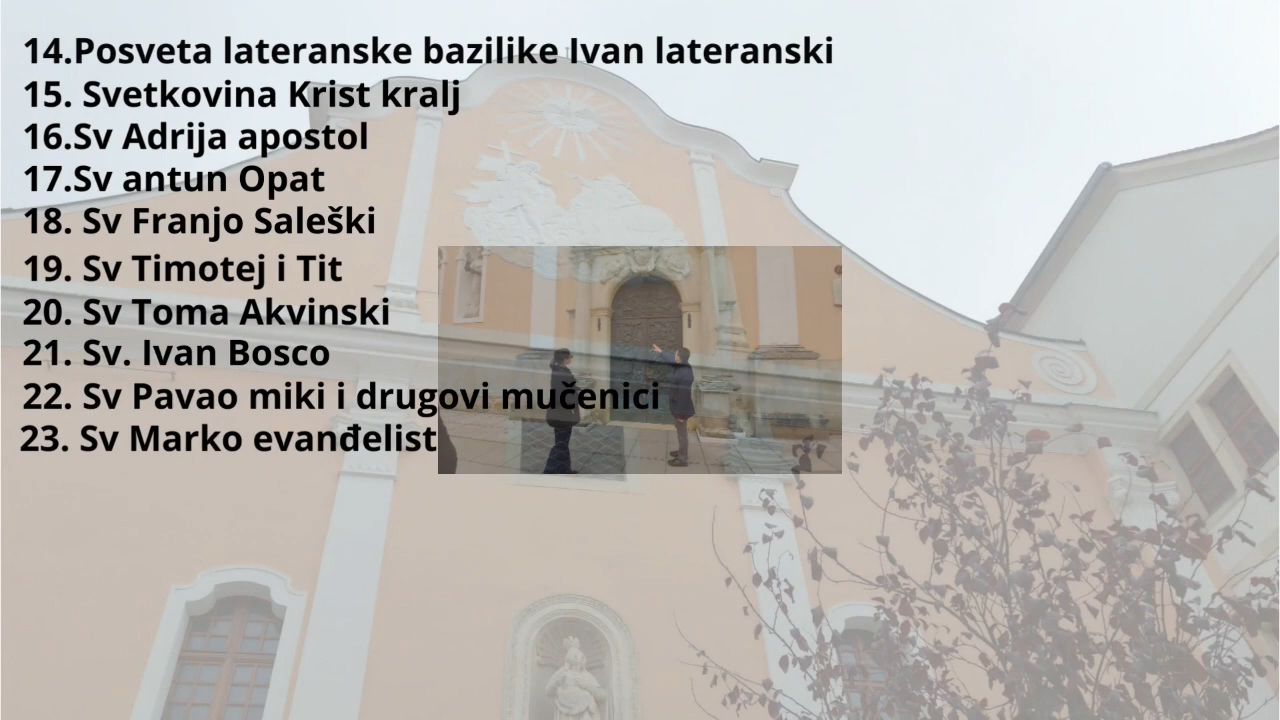 14.Posveta lateranske bazilike Ivan lateranski
15. Svetkovina Krist kralj
16.Sv Adrija apostol
17.Sv antun Opat
18. Sv Franjo Saleški
19. Sv Timotej i Tit
20. Sv Toma Akvinski
21. Sv. Ivan Bosco
22. Sv Pavao miki i drugovi mučenici
23. Sv Marko evanđelist